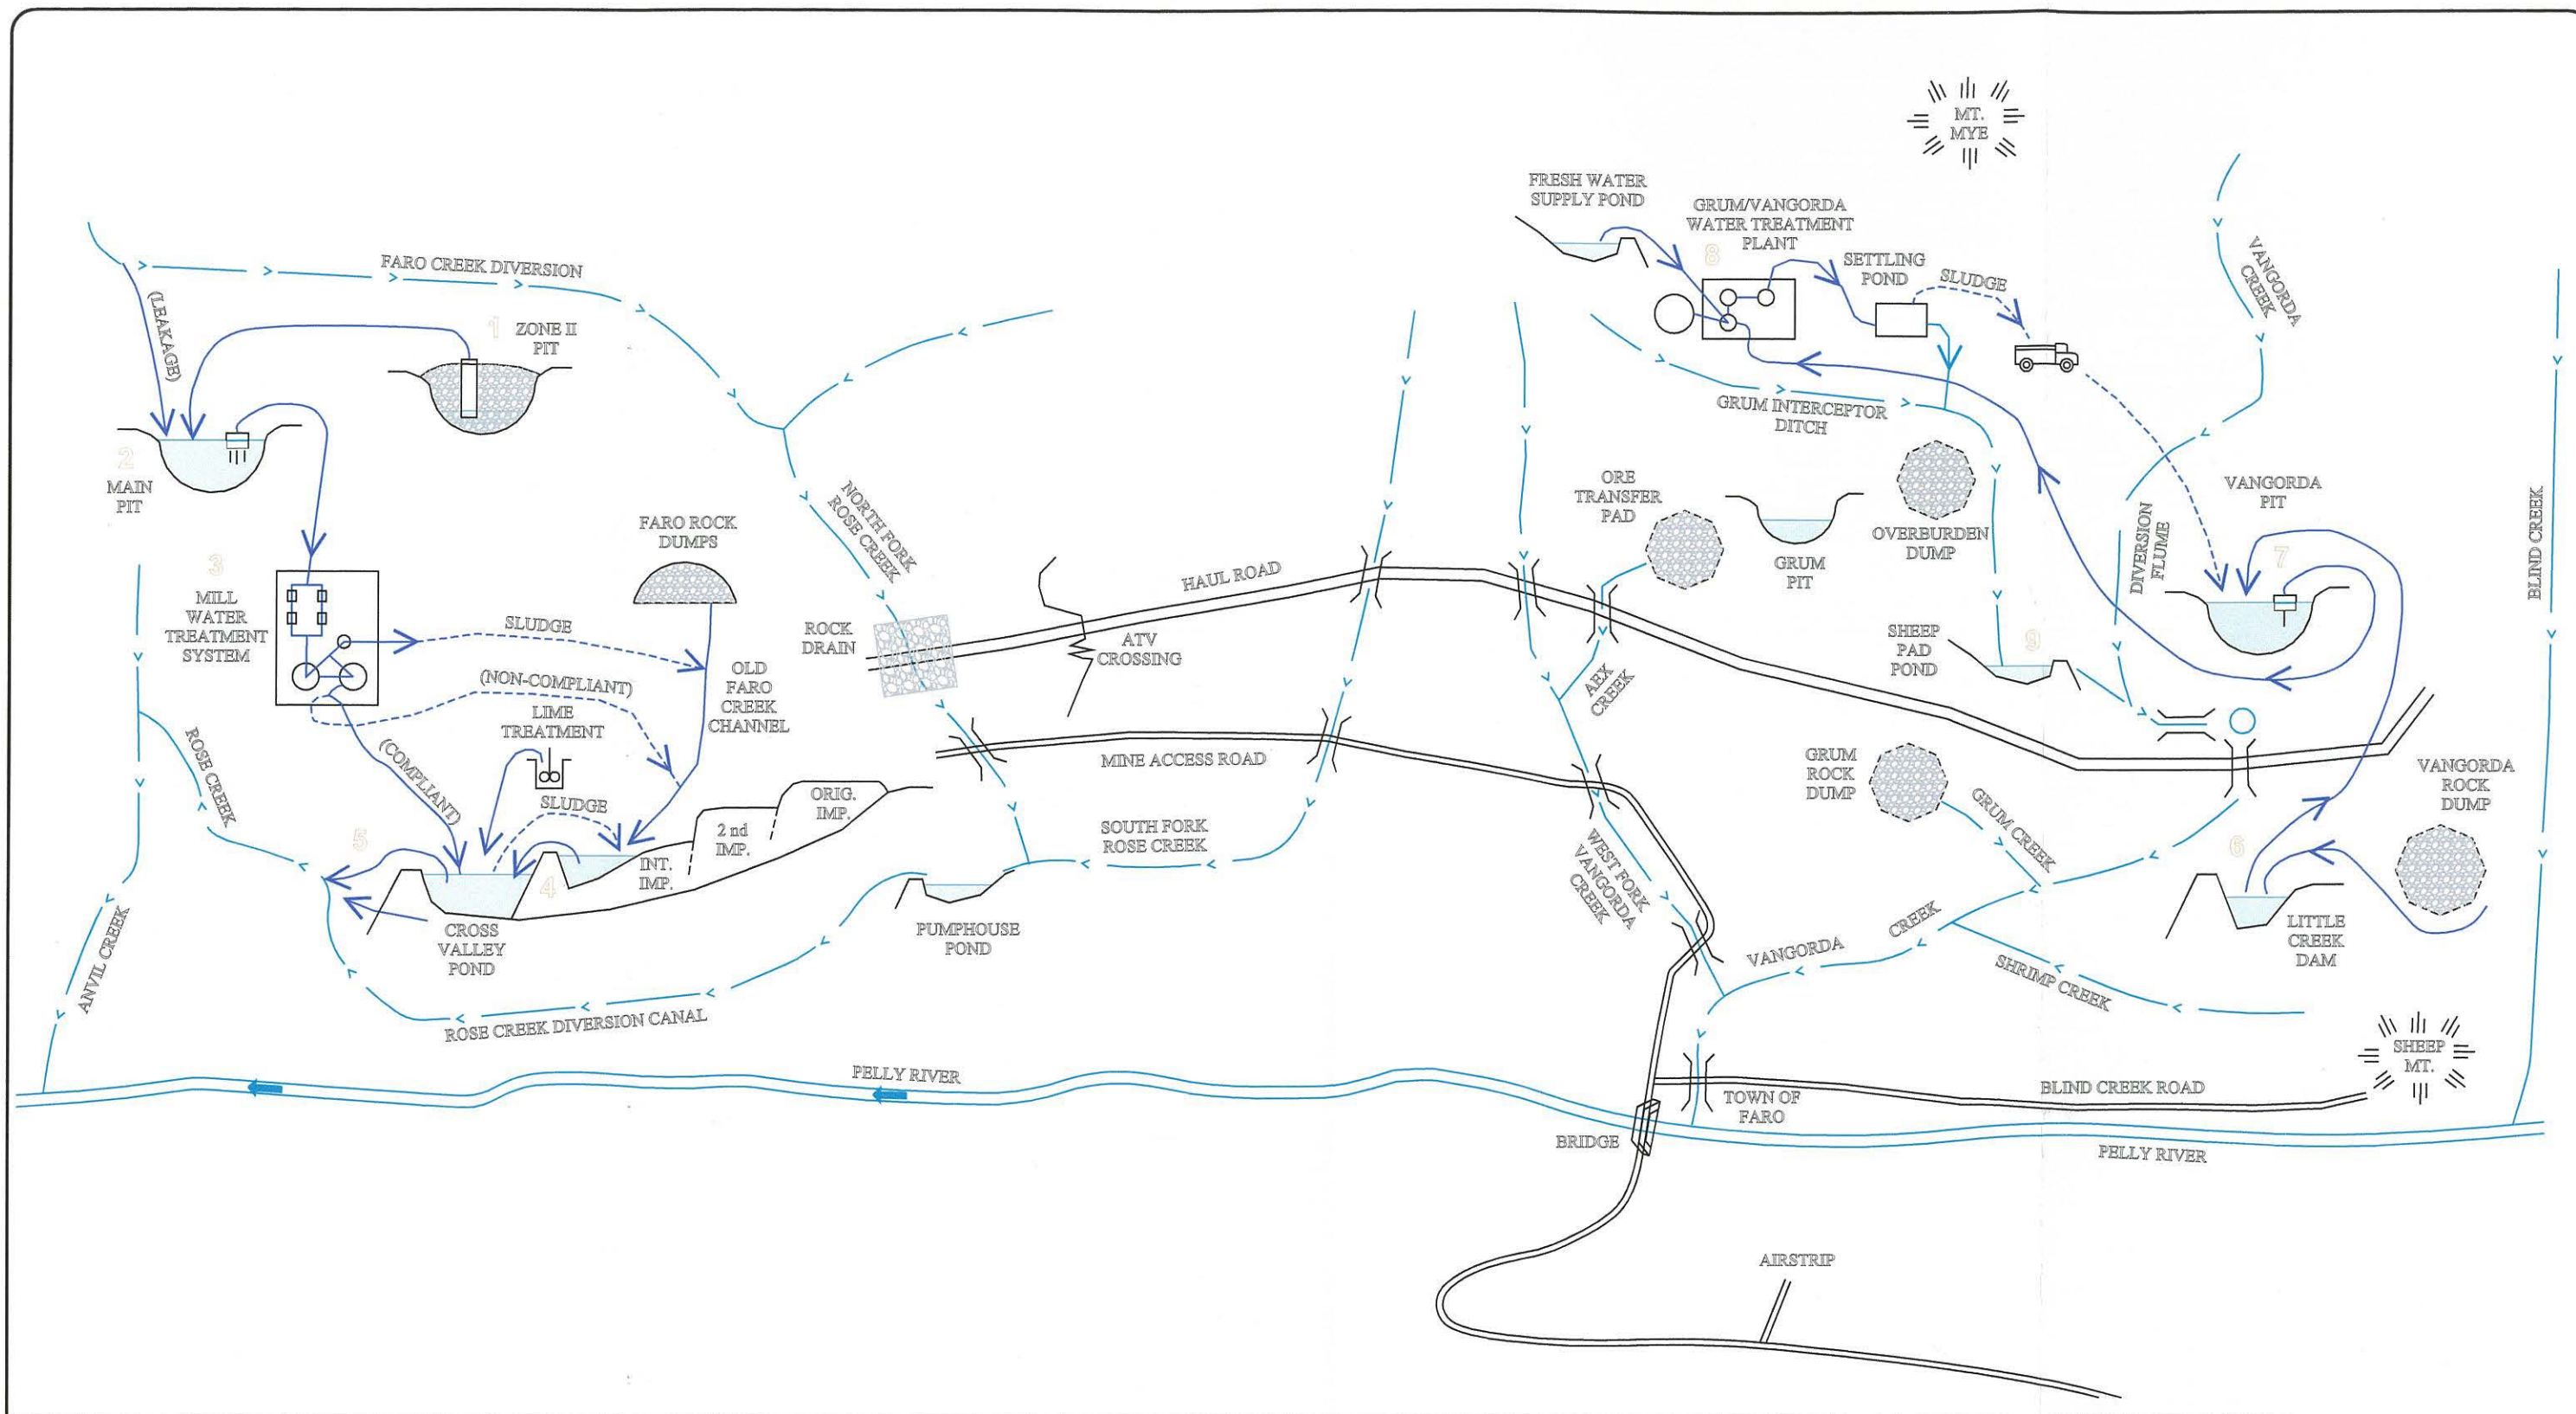 MT.
MYE
FRESH WATER
SUPPLY POND
GRUM/VANGORDA
WATER TREATMENT
PLANT
8
SETTLING
POND
SLUDGE
VANGORDA
CREEK
FARO CREEK DIVERSION
(LEAKAGE)
1
ZONE II
PIT
2
MAIN
PIT
GRUM INTERCEPTOR
DITCH
ORE
TRANSFER
PAD
GRUM
PIT
OVERBURDEN
DUMP
DIVERSION
FLUME
VANGORDA
PIT
7
BLIND CREEK
NORTH FORK
ROSE CREEK
FARO ROCK
DUMPS
3
MILL
WATER
TREATMENT
SYSTEM
SLUDGE
(NON-COMPLIANT)
LIME
TREATMENT
OLD
FARO
CREEK
CHANNEL
ROCK
DRAIN
HAUL ROAD
ATV
CROSSING
AEX
CREEK
SHEEP
PAD
POND
9
ROSE CREEK
(COMPLIANT)
SLUDGE
ORIG.
IMP.
2 nd
IMP.
INT.
IMP.
MINE ACCESS ROAD
GRUM
ROCK
DUMP
GRUM CREEK
VANGORDA
ROCK
DUMP
5
4
6
SOUTH FORK
ROSE CREEK
WEST FORK
VANGORDA
CREEK
CROSS
VALLEY
POND
PUMPHOUSE
POND
VANGORDA
CREEK
SHRIMP CREEK
LITTLE
CREEK
DAM
ANVIL CREEK
ROSE CREEK DIVERSION CANAL
SHEEP
MT.
PELLY RIVER
BLIND CREEK ROAD
TOWN OF
FARO
BRIDGE
PELLY RIVER
AIRSTRIP